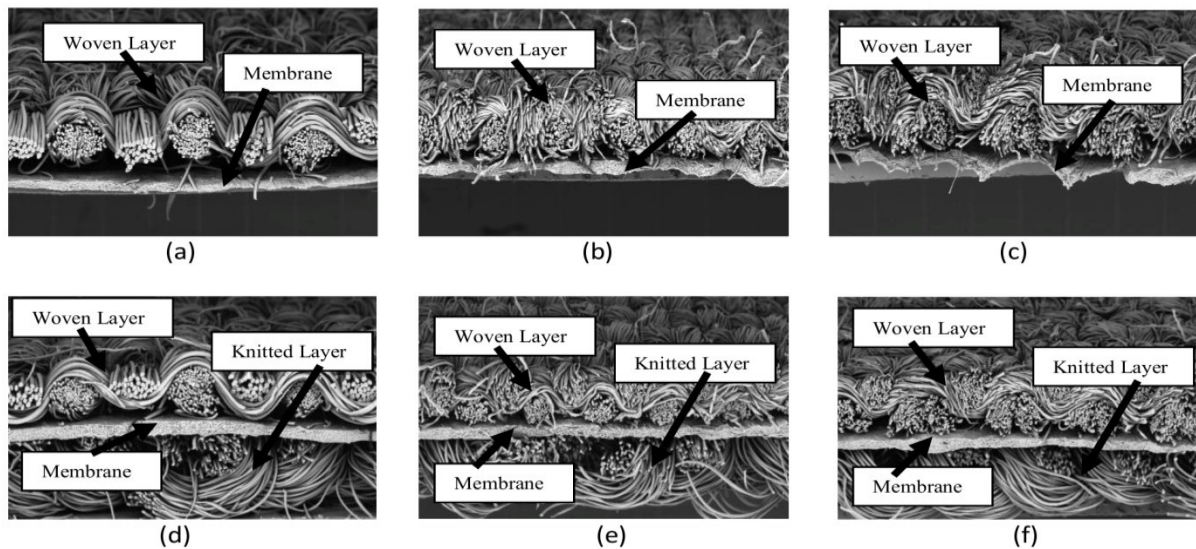 Woven Layer
Membrane
(a)
Woven Layer
Membrane
(b)
Woven Layer
Membrane
(c)
Woven Layer
Knitted Layer
Membrane
(d)
Woven Layer
Knitted Layer
Membrane
(e)
Woven Layer
Knitted Layer
Membrane
(f)